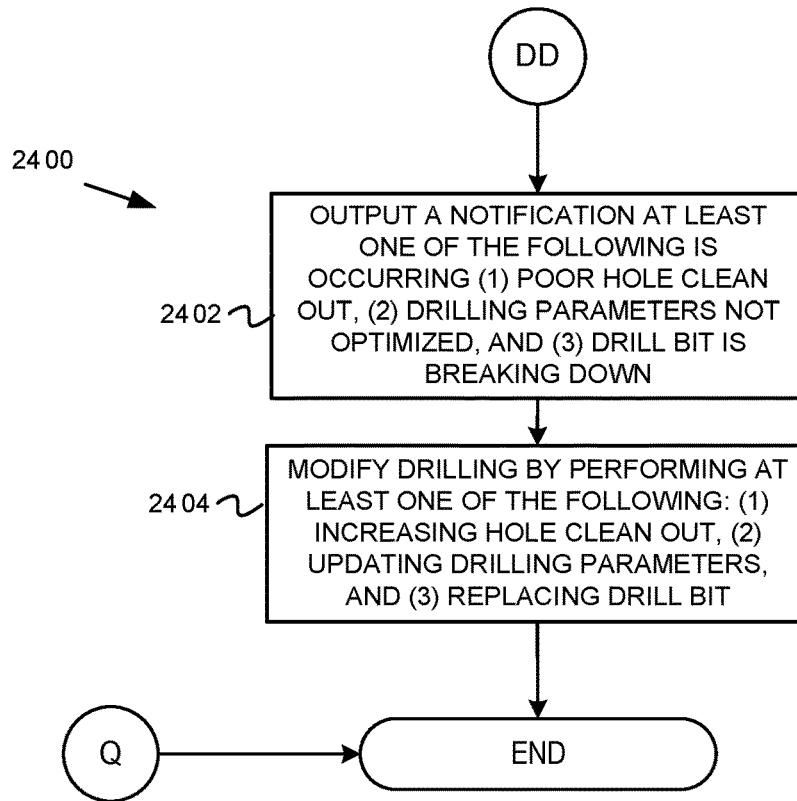 DD
2400
OUTPUT A NOTIFICATION AT LEAST
ONE OF THE FOLLOWING IS
OCCURRING (1) POOR HOLE CLEAN
OUT, (2) DRILLING PARAMETERS NOT
OPTIMIZED, AND (3) DRILL BIT IS
BREAKING DOWN
2402
MODIFY DRILLING BY PERFORMING AT
LEAST ONE OF THE FOLLOWING: (1)
INCREASING HOLE CLEAN OUT, (2)
UPDATING DRILLING PARAMETERS,
AND (3) REPLACING DRILL BIT
2404
Q
END